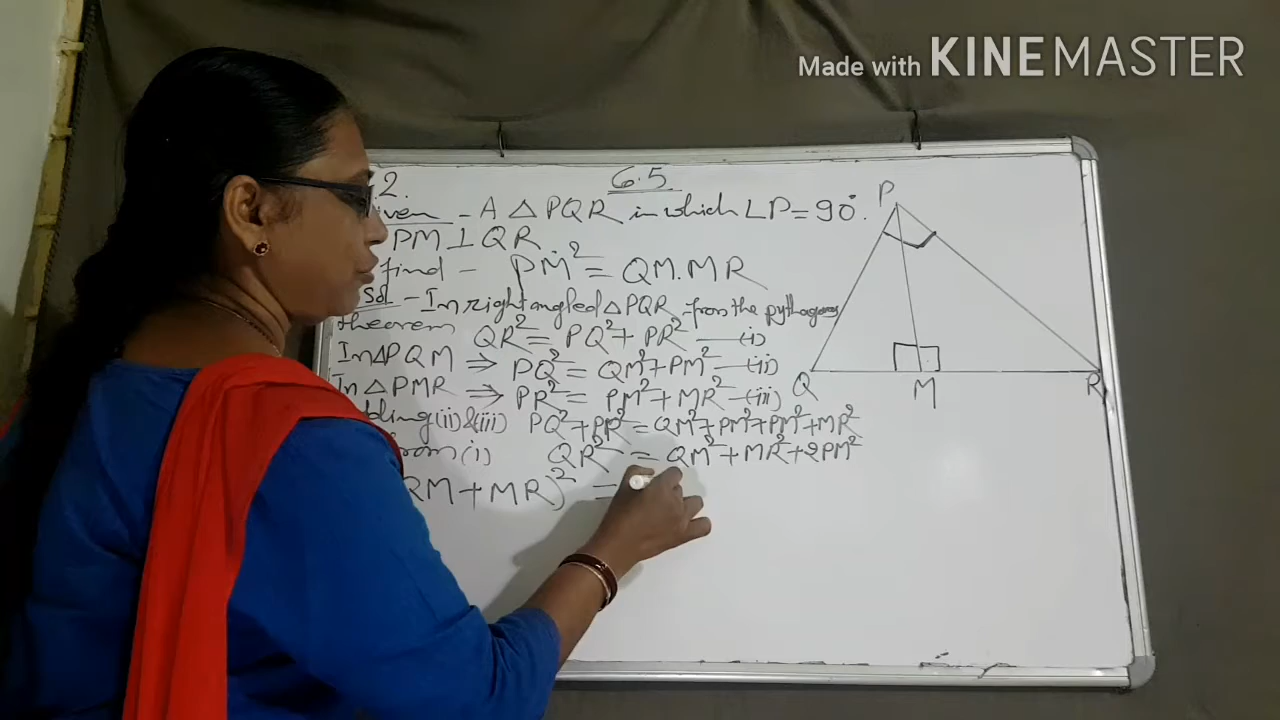 Made with KINEMASTER
2.
6.5
iven - A △ PQR in which ∠P = 90°.
PM ⊥ QR
find - PM² = QM.MR
Sol - In right angled △ PQR from the pythagoras
theorem QR² = PQ² + PR² —(i)
In △PQM ⇒ PQ² = QM² + PM² —(ii)
In △ PMR ⇒ PR² = PM² + MR² —(iii)
(ii) & (iii) PQ² + PR² = QM² + PM² + PM² + MR²
from (i) QR² = QM² + MR² + 2PM²
QM + MR)² =
P
Q
M
R